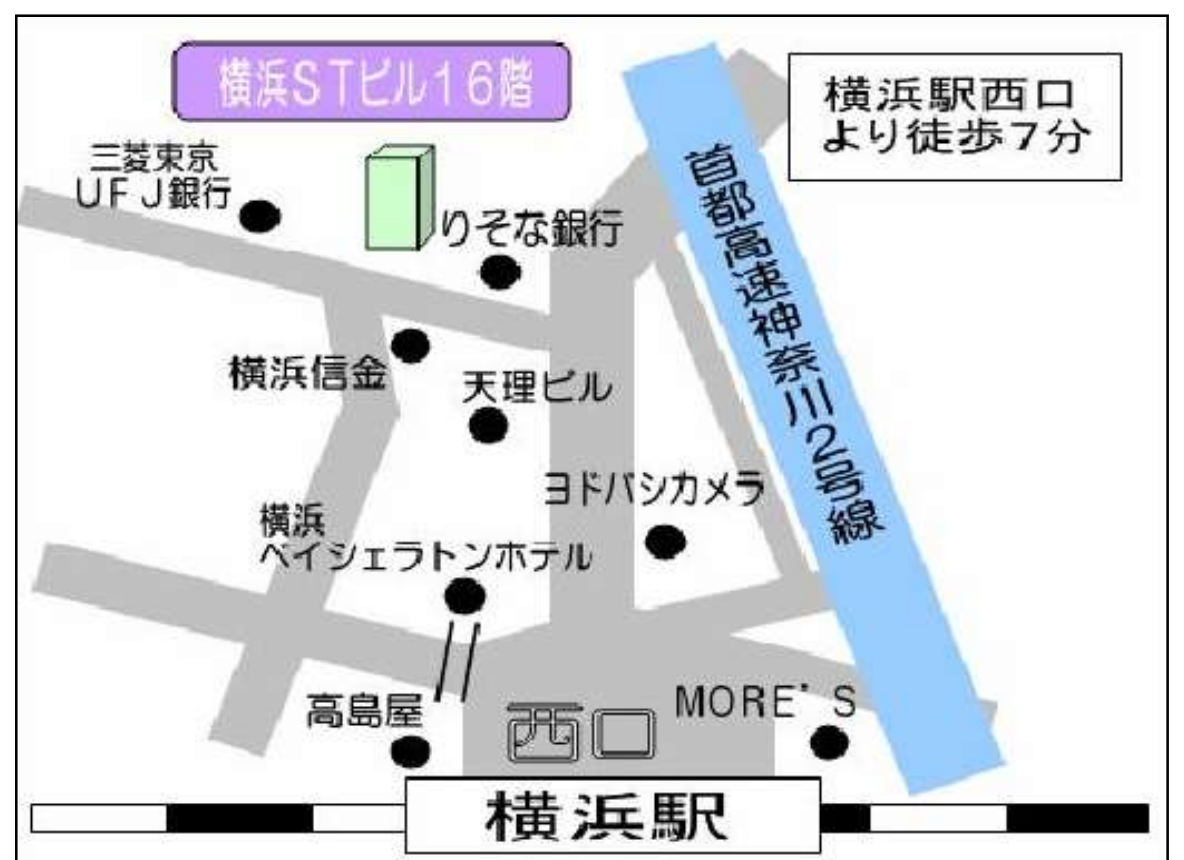 横浜STビル16階
横浜駅西口
より徒歩7分
三菱東京
UFJ銀行
りそな銀行
首都高速神奈川2号線
横浜信金
天理ビル
ヨドバシカメラ
横浜
ベイシェラトンホテル
高島屋
西口
MORE'S
横浜駅